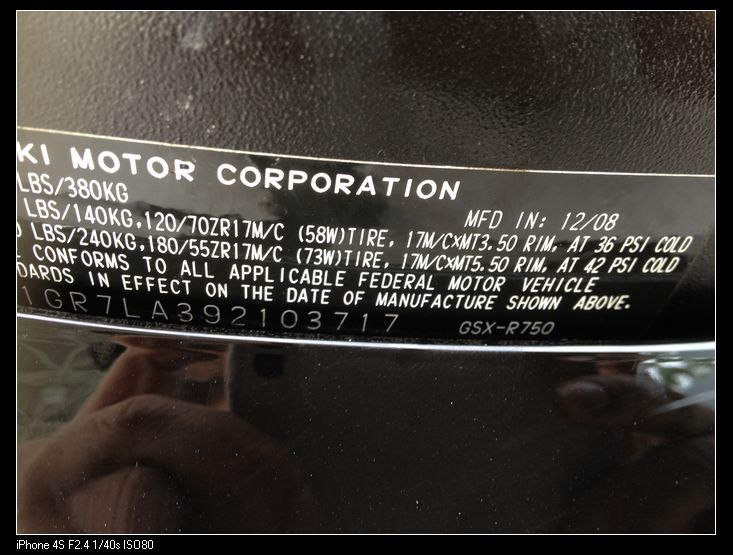 KI MOTOR CORPORATION
LBS/380KG
MFD IN: 12/08
LBS/140KG,120/70ZR17M/C (58W)TIRE, 17M/C×MT3.50 RIM, AT 36 PSI COLD
LBS/240KG,180/55ZR17M/C (73W)TIRE, 17M/C×MT5.50 RIM, AT 42 PSI COLD
CONFORMS TO ALL APPLICABLE FEDERAL MOTOR VEHICLE
DARDS IN EFFECT ON THE DATE OF MANUFACTURE SHOWN ABOVE.
1GR7LA392103717 GSX-R750
iPhone 4S F2.4 1/40s ISO80